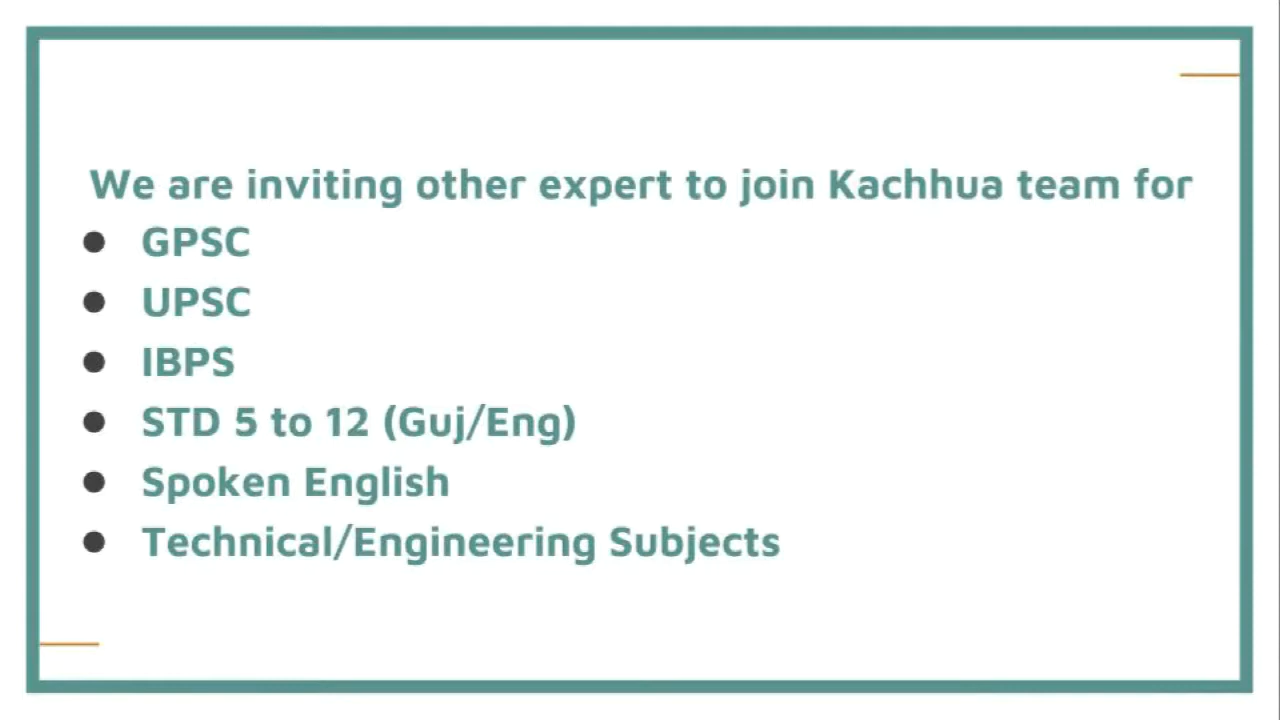 We are inviting other expert to join Kachhua team for
● GPSC
● UPSC
● IBPS
● STD 5 to 12 (Guj/Eng)
● Spoken English
● Technical/Engineering Subjects